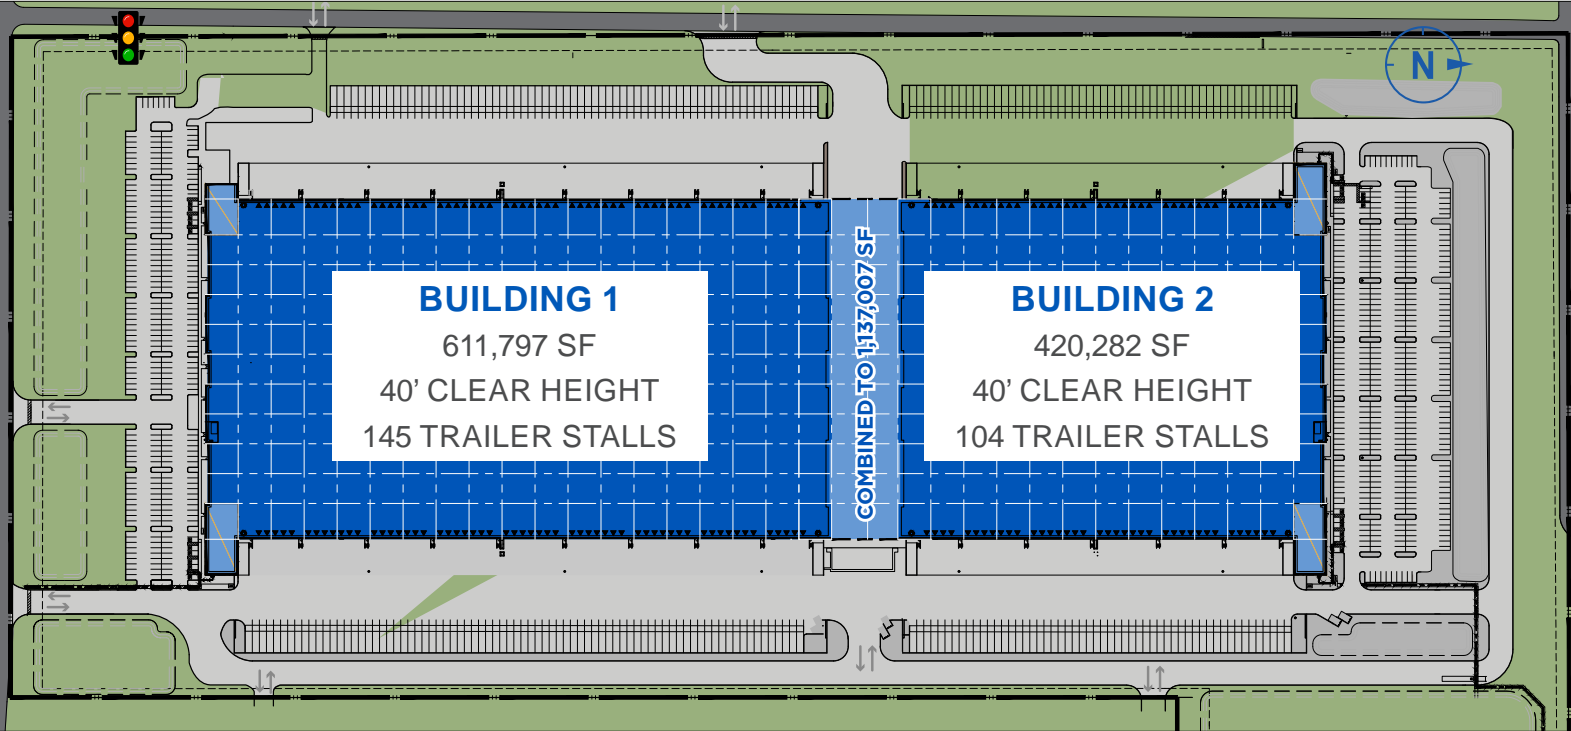 N
BUILDING 1
611,797 SF
40’ CLEAR HEIGHT
145 TRAILER STALLS
COMBINED TO 1,137,007 SF
BUILDING 2
420,282 SF
40’ CLEAR HEIGHT
104 TRAILER STALLS